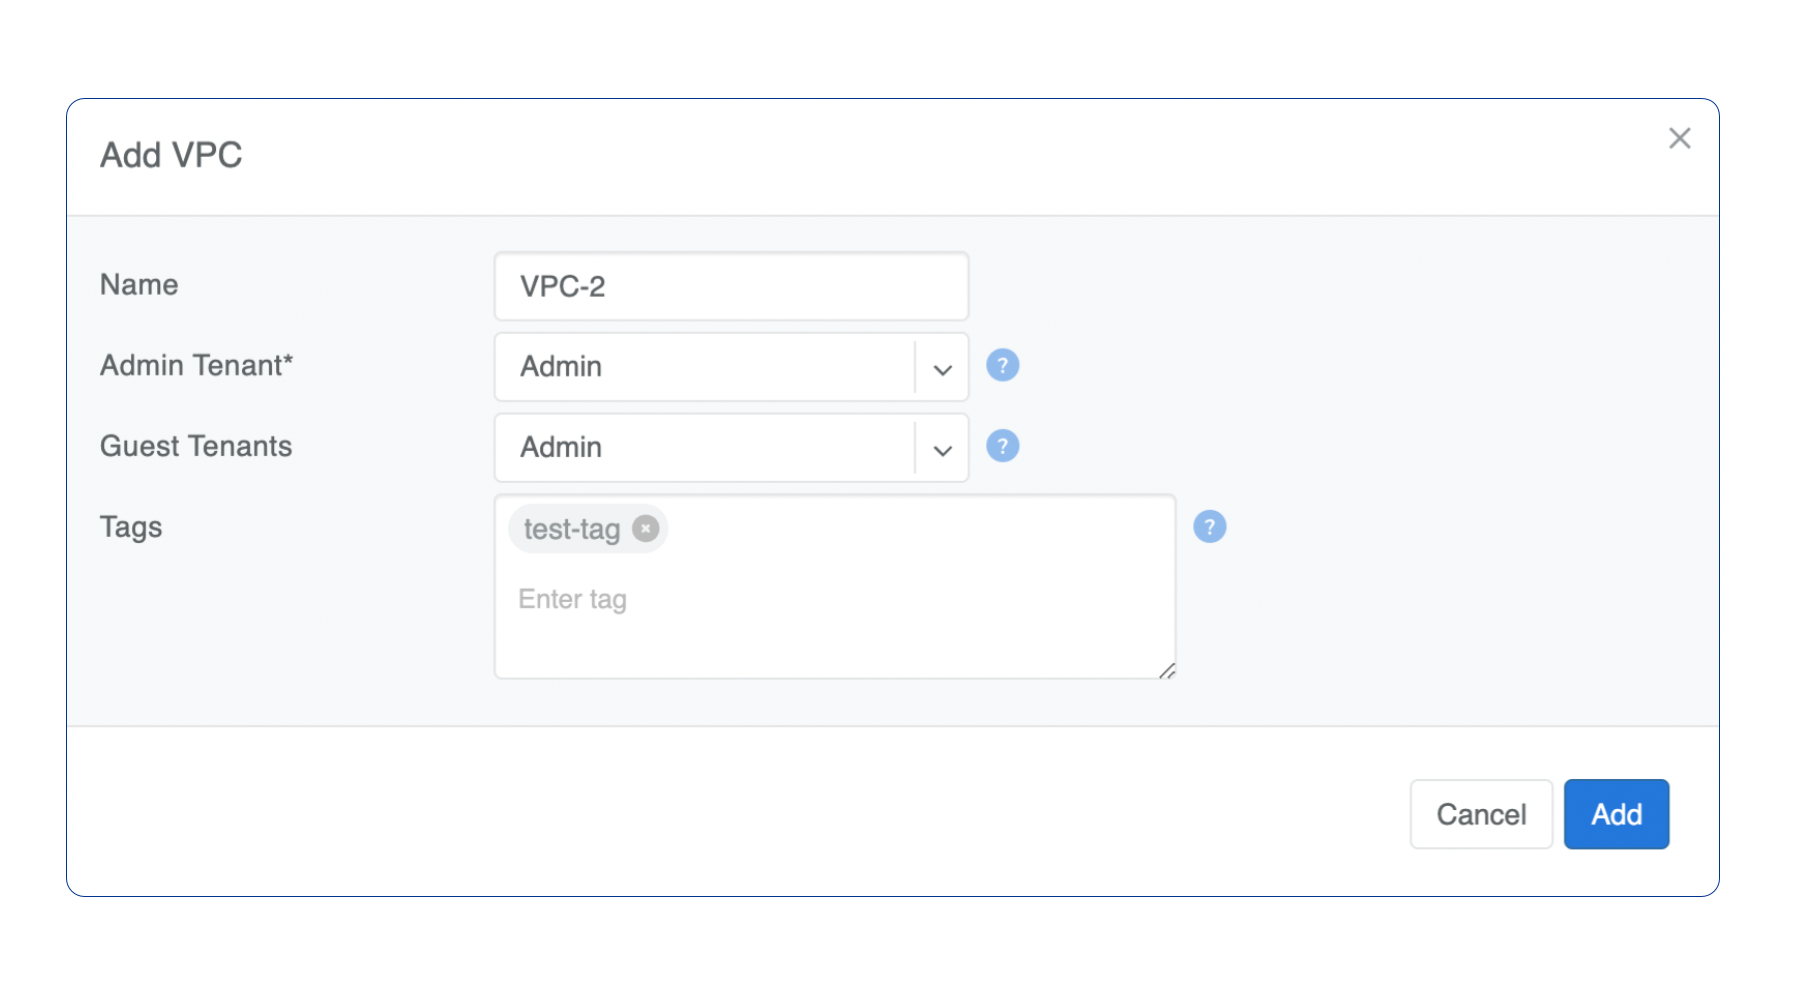 Add VPC
Name
VPC-2
Admin Tenant*
Admin
?
Guest Tenants
Admin
?
Tags
test-tag
?
Enter tag
Cancel
Add